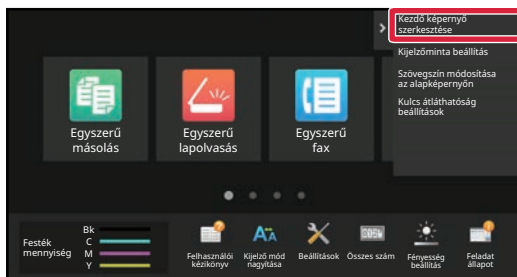 Kezdő képernyő
szerkesztése
Kijelzőminta beállítás
Szövegszín módosítása
az alapképernyőn
Kulcs átláthatóság
beállítások
Egyszerű
másolás
Egyszerű
lapolvasás
Egyszerű
fax
Festék
mennyiség
Bk
C
M
Y
Felhasználói
kézikönyv
Kijelző mód
nagyítása
Beállítások
Összes szám
Fényesség
beállítás
Feladat
állapot